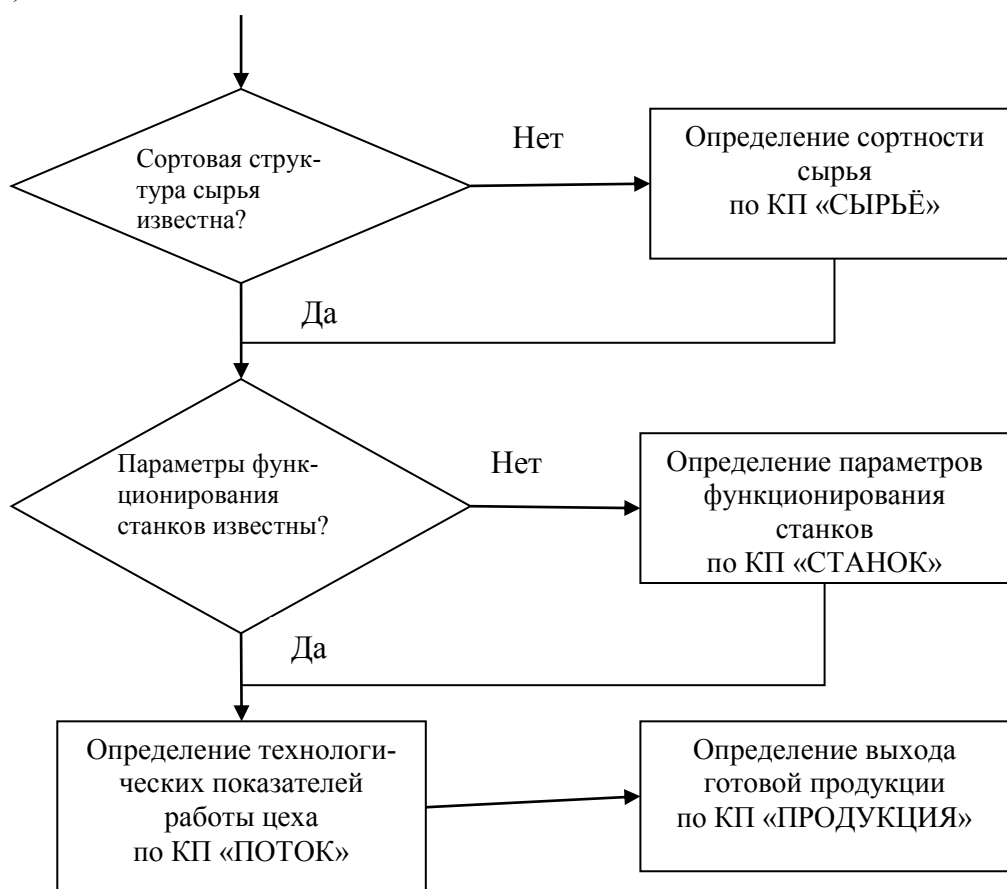 Сортовая струк-
тура сырья
известна?
Нет
Определение сортности
сырья
по КП «СЫРЬЁ»
Да
Параметры функ-
ционирования
станков известны?
Нет
Определение параметров
функционирования
станков
по КП «СТАНОК»
Да
Определение технологи-
ческих показателей
работы цеха
по КП «ПОТОК»
Определение выхода
готовой продукции
по КП «ПРОДУКЦИЯ»